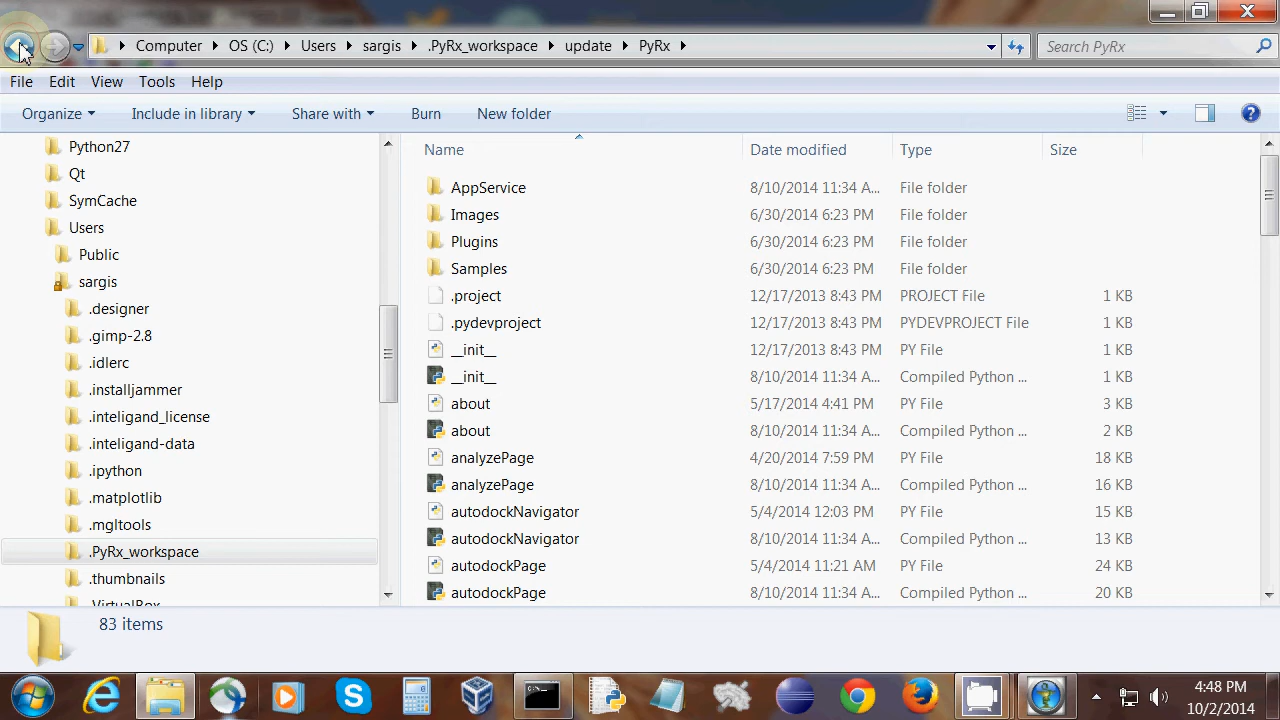 Computer OS (C:) Users sargis .PyRx_workspace update PyRx
Search PyRx
File Edit View Tools Help
Organize Include in library Share with Burn New folder
Python27
Qt
SymCache
Users
Public
sargis
.designer
.gimp-2.8
.idlerc
.installjammer
.inteligand_license
.inteligand-data
.ipython
.matplotlib
.mgltools
.PyRx_workspace
.thumbnails
.VirtualBox
Name Date modified Type Size
AppService 8/10/2014 11:34 A... File folder
Images 6/30/2014 6:23 PM File folder
Plugins 6/30/2014 6:23 PM File folder
Samples 6/30/2014 6:23 PM File folder
.project 12/17/2013 8:43 PM PROJECT File 1 KB
.pydevproject 12/17/2013 8:43 PM PYDEVPROJECT File 1 KB
__init__ 12/17/2013 8:43 PM PY File 1 KB
__init__ 8/10/2014 11:34 A... Compiled Python ... 1 KB
about 5/17/2014 4:41 PM PY File 3 KB
about 8/10/2014 11:34 A... Compiled Python ... 2 KB
analyzePage 4/20/2014 7:59 PM PY File 18 KB
analyzePage 8/10/2014 11:34 A... Compiled Python ... 16 KB
autodockNavigator 5/4/2014 12:03 PM PY File 15 KB
autodockNavigator 8/10/2014 11:34 A... Compiled Python ... 13 KB
autodockPage 5/4/2014 11:21 AM PY File 24 KB
autodockPage 8/10/2014 11:34 A... Compiled Python ... 20 KB
83 items
4:48 PM
10/2/2014